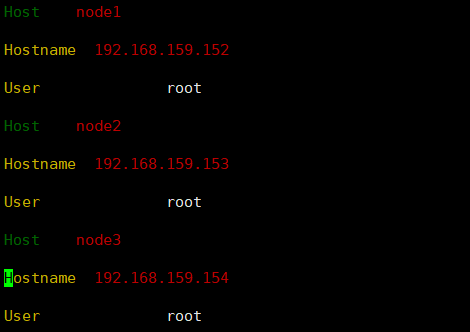 Host    node1
Hostname  192.168.159.152
User              root
Host    node2
Hostname  192.168.159.153
User              root
Host    node3
Hostname  192.168.159.154
User              root